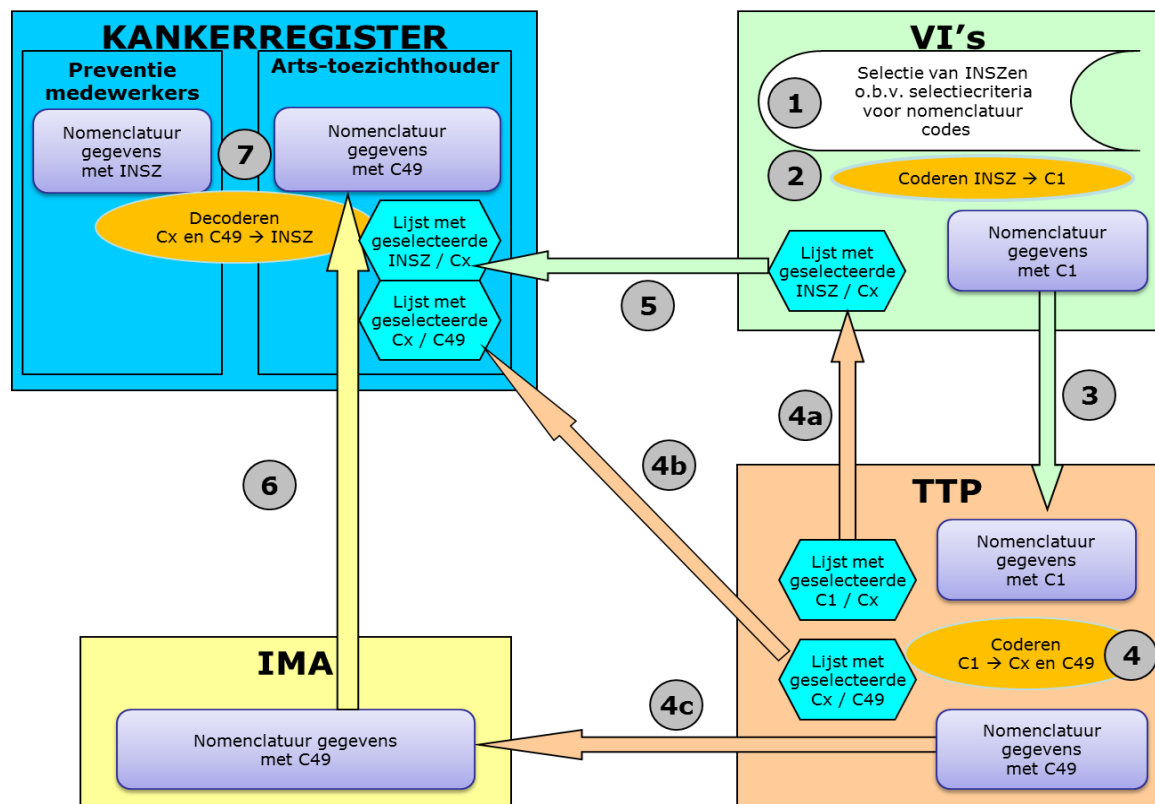 KANKERREGISTER
Preventie
medewerkers
Nomenclatuur
gegevens
met INSZ
7
Arts-toezichthouder
Nomenclatuur
gegevens
met C49
Decoderen
Cx en C49 → INSZ
Lijst met
geselecteerde
INSZ / Cx
Lijst met
geselecteerde
Cx / C49
VI’s
1
Selectie van INSZen
o.b.v. selectiecriteria
voor nomenclatuur
codes
2
Coderen INSZ → C1
Lijst met
geselecteerde
INSZ / Cx
Nomenclatuur
gegevens
met C1
5
3
4a
4b
6
TTP
Nomenclatuur
gegevens
met C1
Lijst met
geselecteerde
C1 / Cx
Coderen
C1 → Cx en C49
4
Lijst met
geselecteerde
Cx / C49
Nomenclatuur
gegevens
met C49
4c
IMA
Nomenclatuur gegevens
met C49